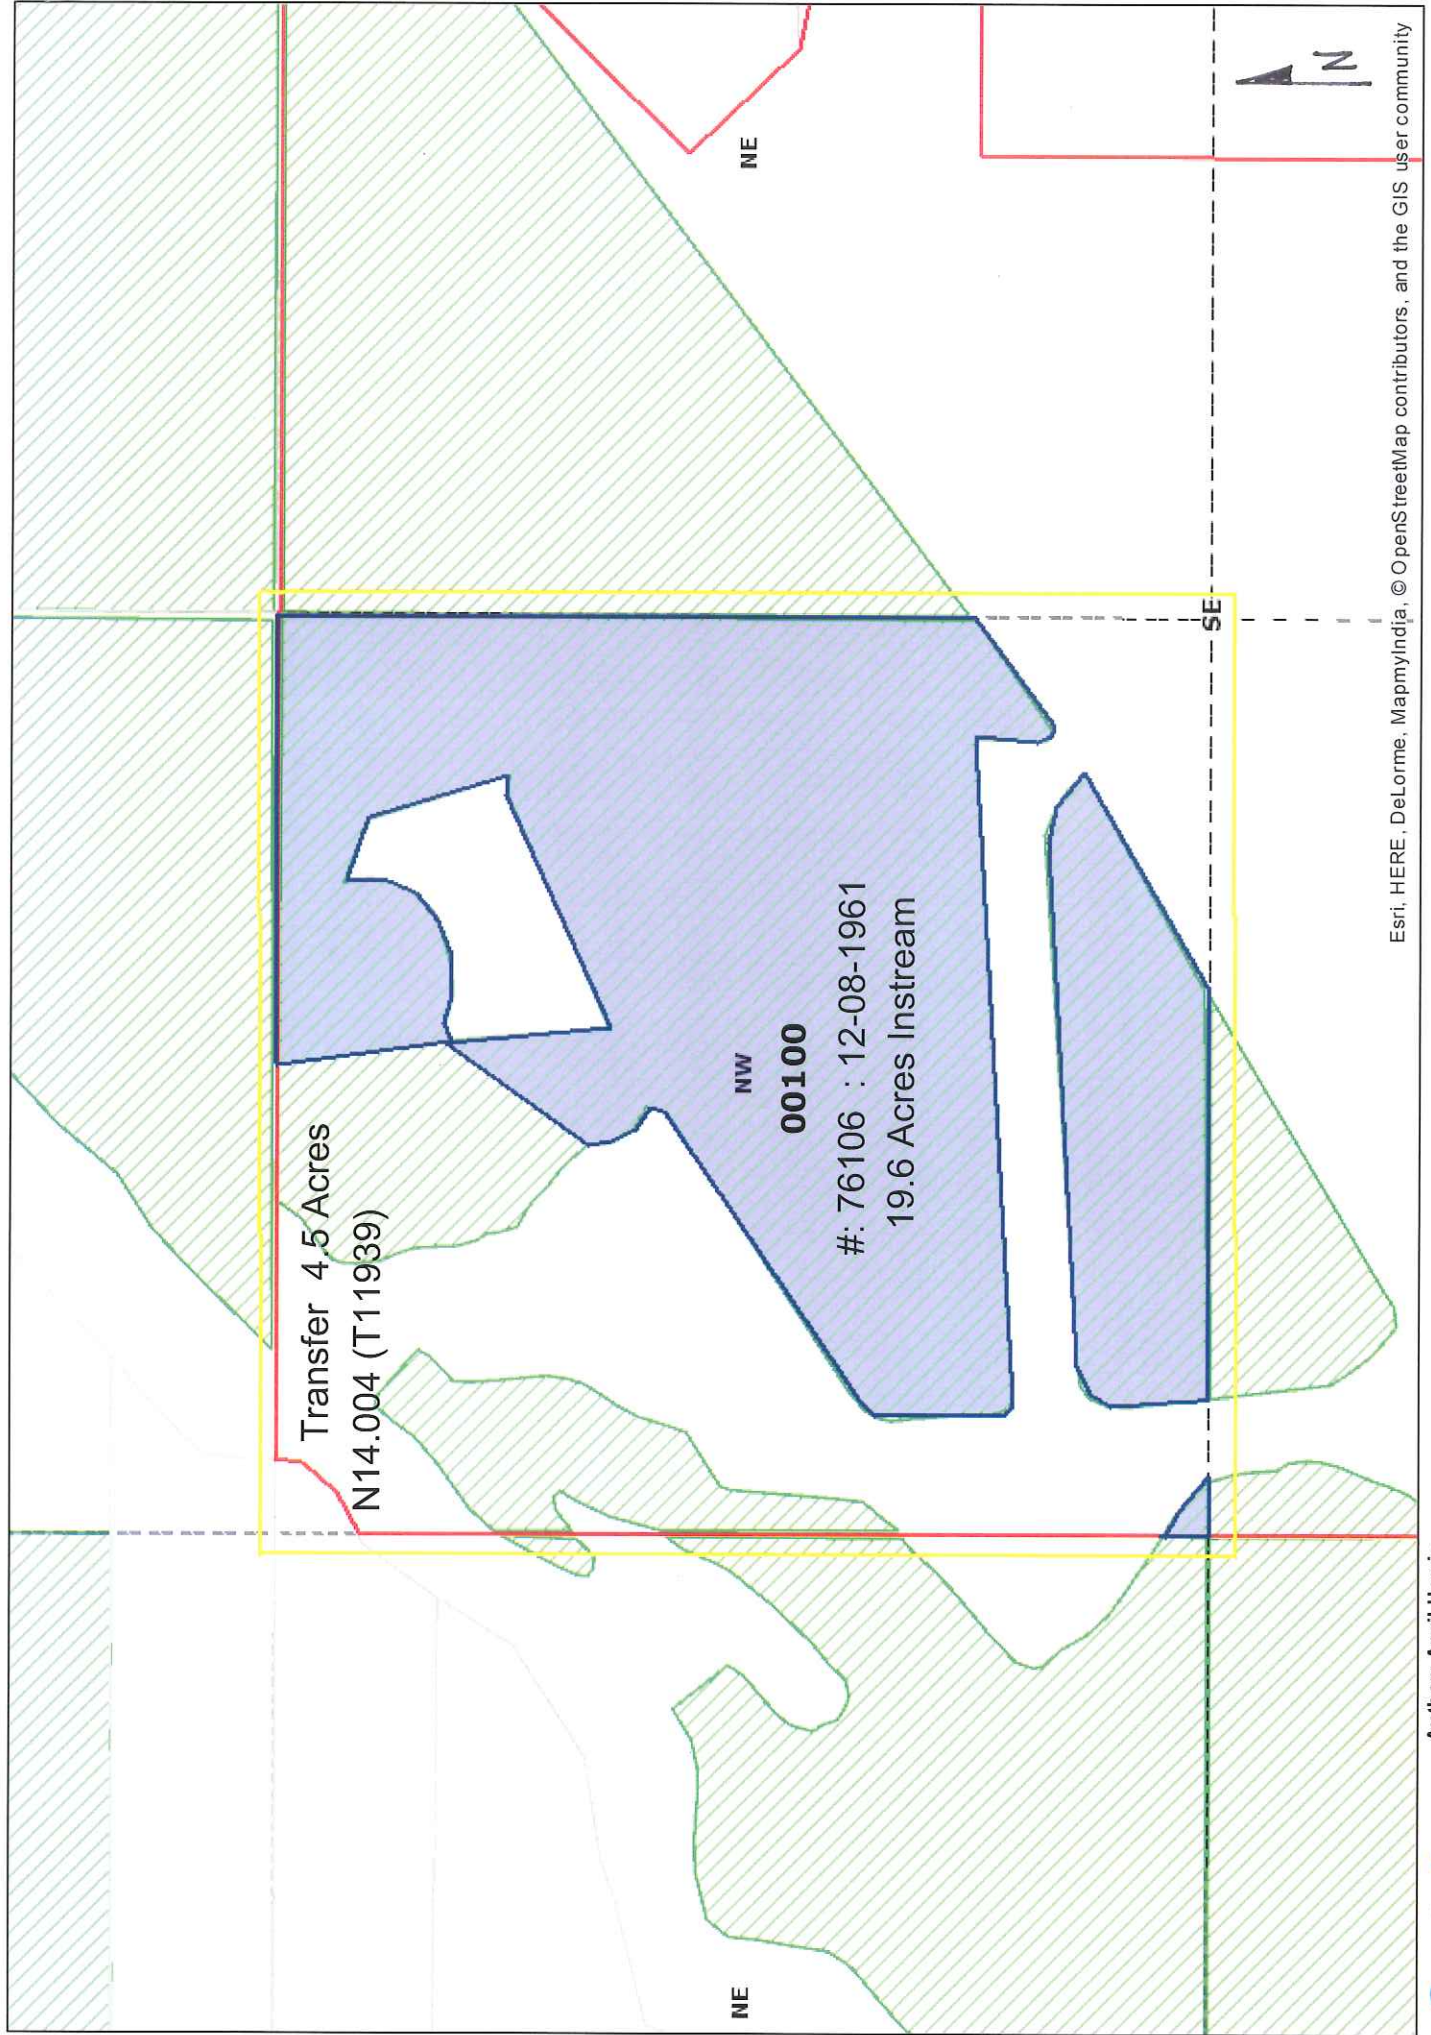 Transfer 4.5 Acres
N14.004 (T11939)
NE
NW
NE
00100
#: 76106 : 12-08-1961
19.6 Acres Instream
SE
N
Esri, HERE, DeLorme, MapmyIndia, © OpenStreetMap contributors, and the GIS user community